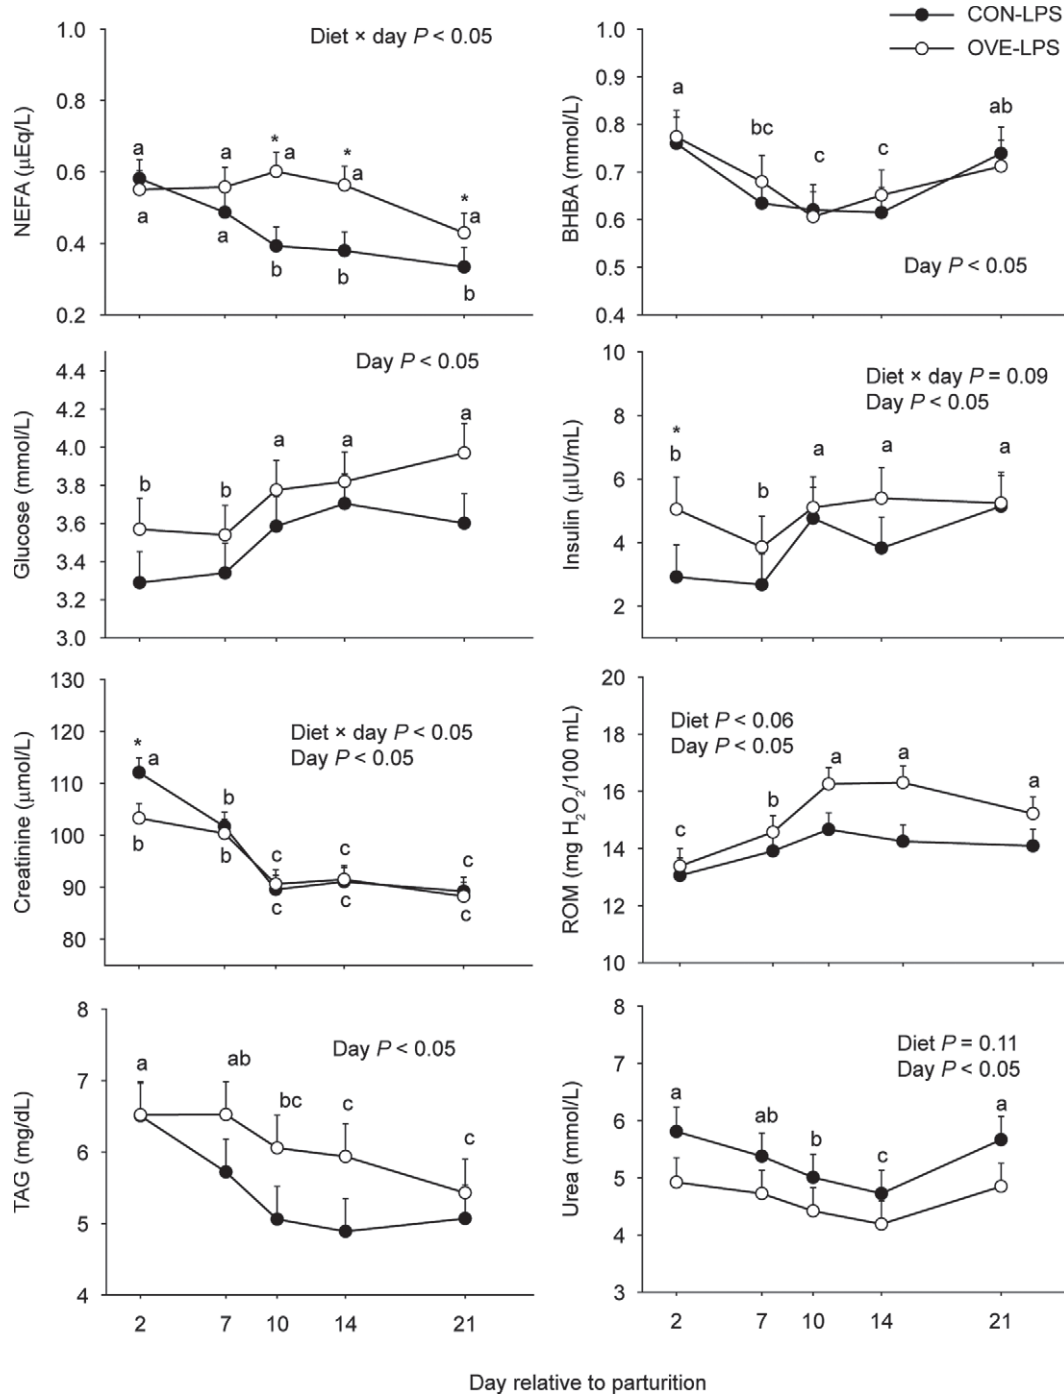 CON-LPS
OVE-LPS
NEFA (µEq/L)
1.0
0.8
0.6
0.4
0.2
Diet × day P < 0.05
a
a
*
a
*
a
*
a
a
a
b
b
b
BHBA (mmol/L)
1.0
0.9
0.8
0.7
0.6
0.5
0.4
a
bc
c
c
ab
Day P < 0.05
Glucose (mmol/L)
4.4
4.2
4.0
3.8
3.6
3.4
3.2
3.0
Day P < 0.05
b
b
a
a
a
Insulin (µIU/mL)
10
8
6
4
2
Diet × day P = 0.09
Day P < 0.05
*
b
b
a
a
a
Creatinine (µmol/L)
130
120
110
100
90
80
Diet × day P < 0.05
Day P < 0.05
*
a
b
c
c
c
b
b
c
c
c
ROM (mg H₂O₂/100 mL)
20
18
16
14
12
10
Diet P < 0.06
Day P < 0.05
c
b
a
a
a
TAG (mg/dL)
8
7
6
5
4
Day P < 0.05
a
ab
bc
c
c
2
7
10
14
21
Urea (mmol/L)
8
7
6
5
4
3
Diet P = 0.11
Day P < 0.05
a
ab
b
c
a
2
7
10
14
21
Day relative to parturition